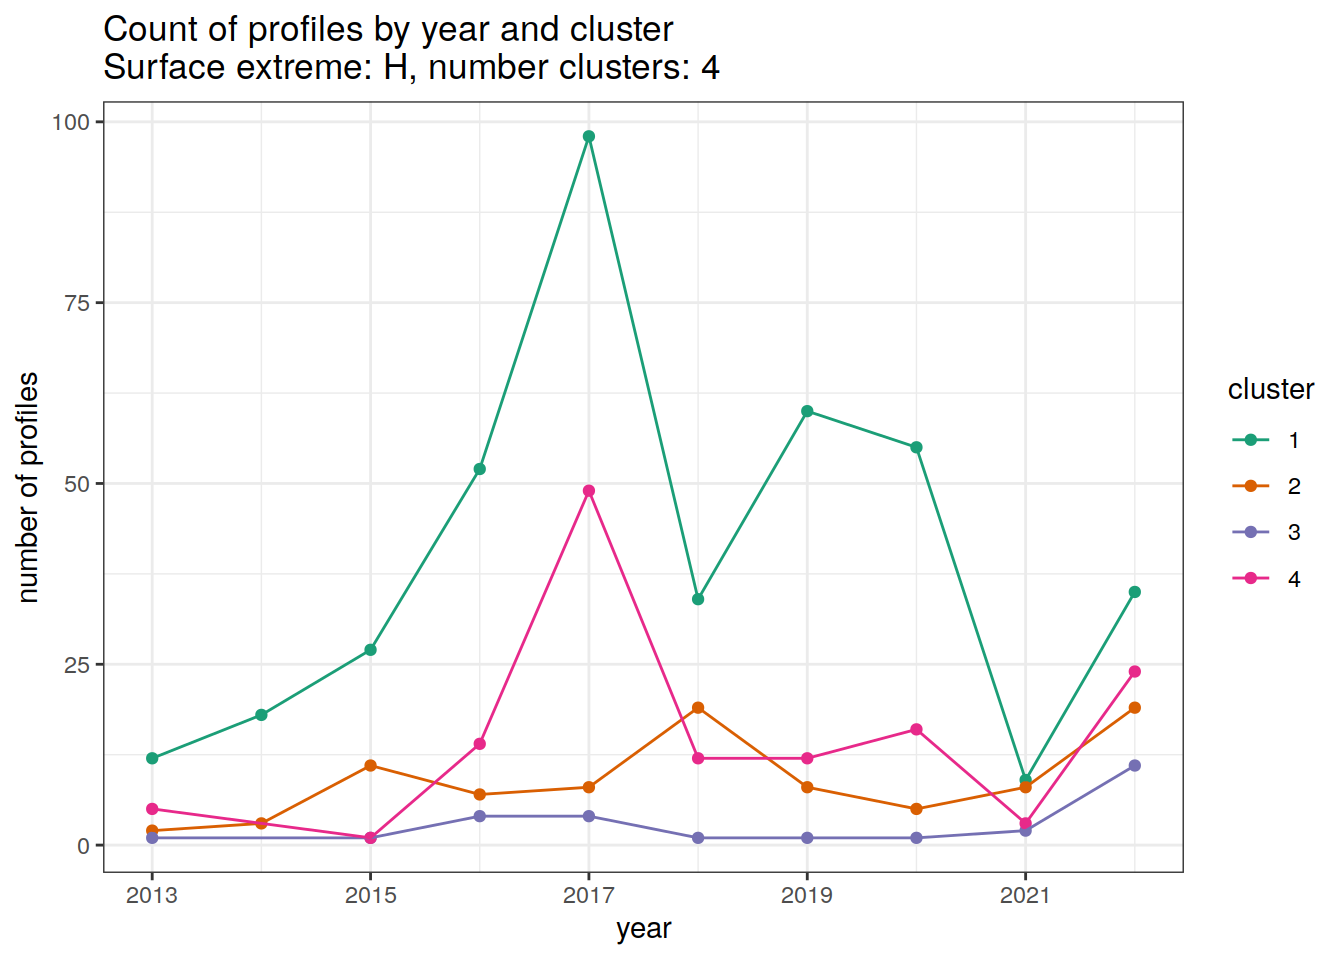 Count of profiles by year and cluster
Surface extreme: H, number clusters: 4
100
75
50
25
0
number of profiles
2013 2015 2017 2019 2021
year
cluster
1
2
3
4